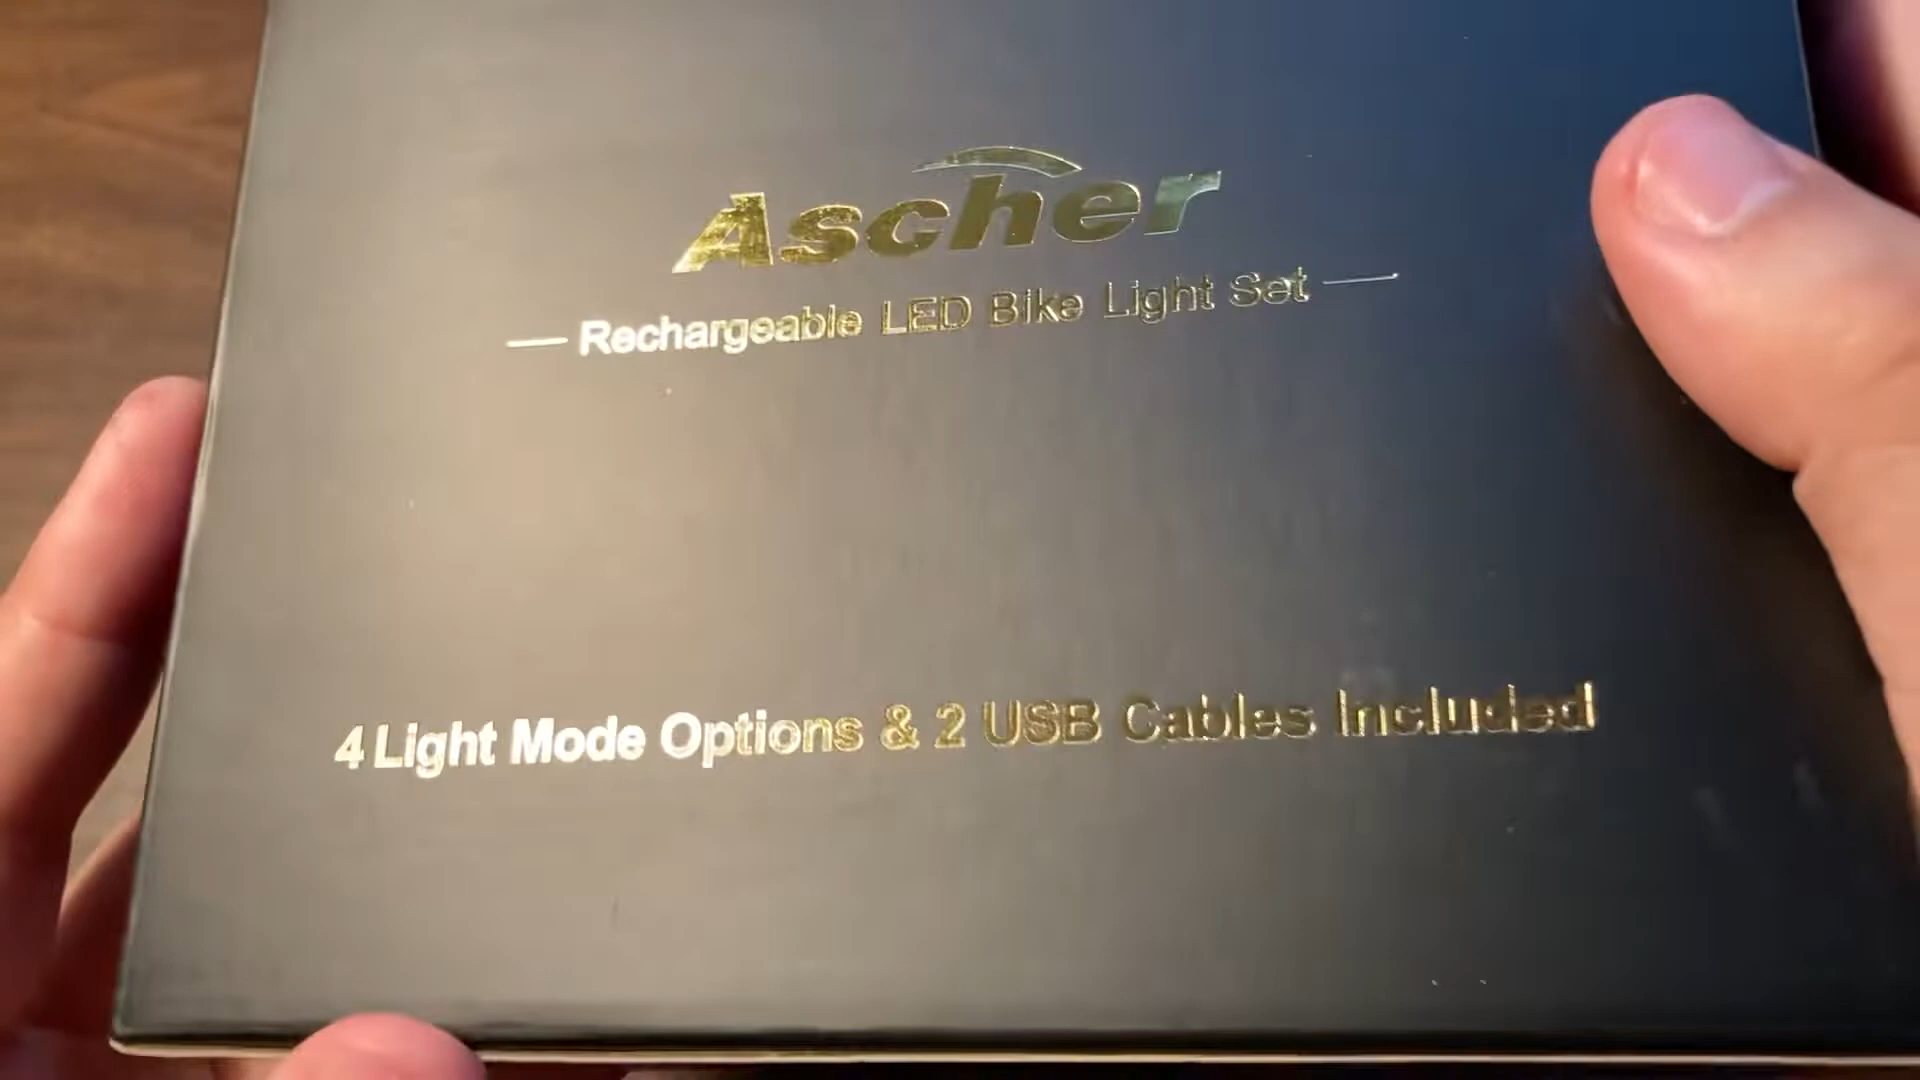 Ascher
— Rechargeable LED Bike Light Set —
4 Light Mode Options & 2 USB Cables Included